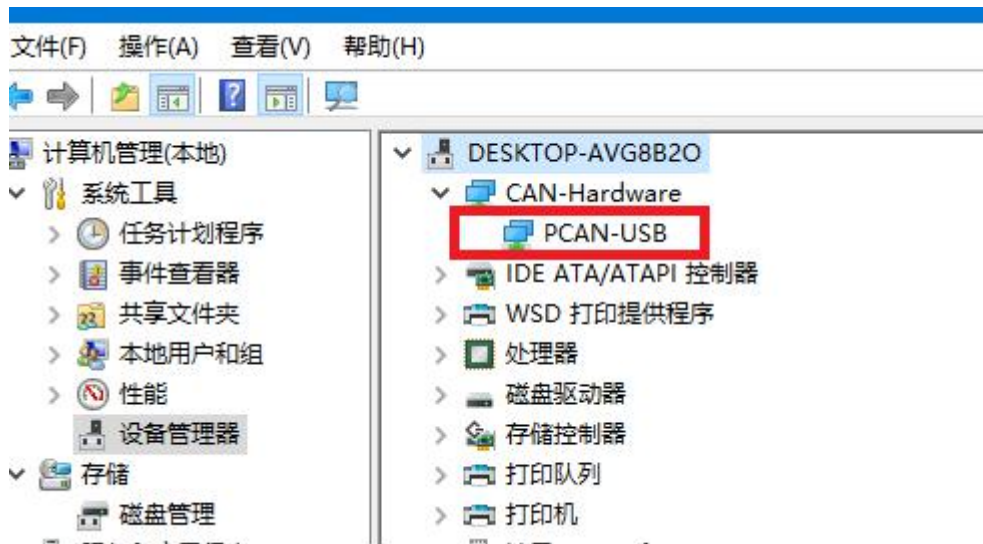 文件(F) 操作(A) 查看(V) 帮助(H)
计算机管理(本地)
系统工具
任务计划程序
事件查看器
共享文件夹
本地用户和组
性能
设备管理器
存储
磁盘管理
DESKTOP-AVG8B2O
CAN-Hardware
PCAN-USB
IDE ATA/ATAPI 控制器
WSD 打印提供程序
处理器
磁盘驱动器
存储控制器
打印队列
打印机